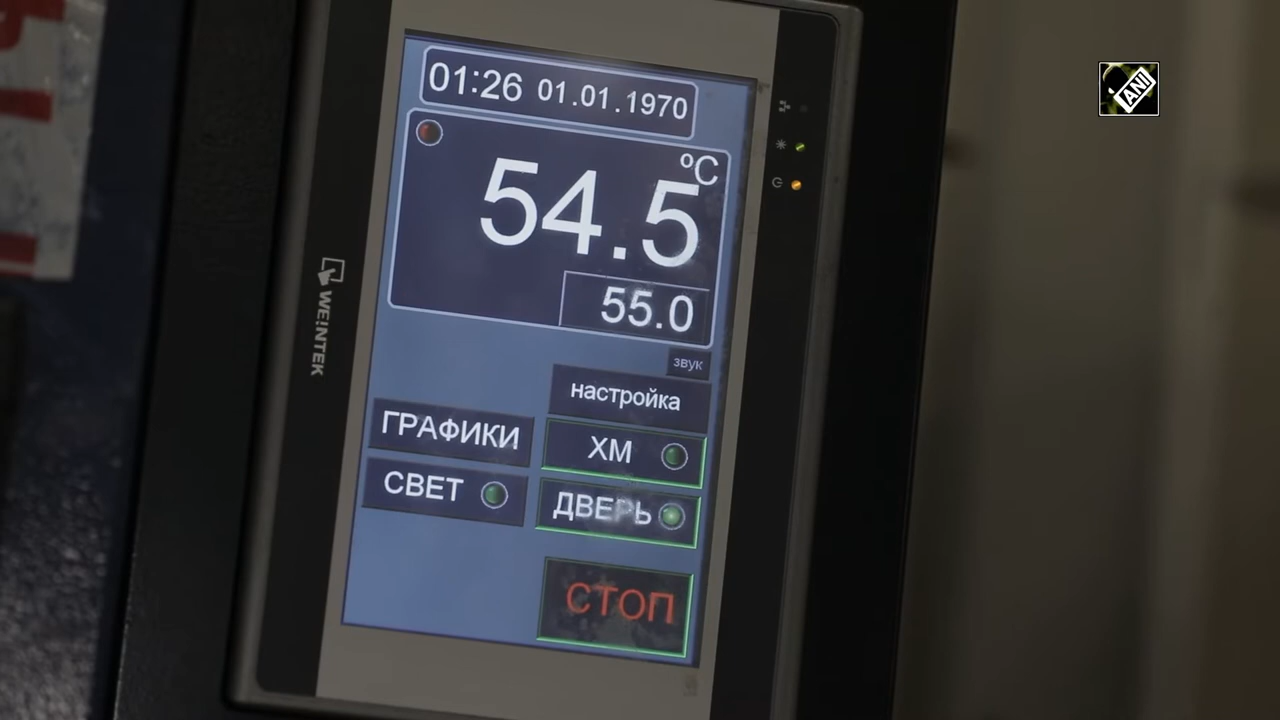 01:26 01.01.1970
°C
54.5
55.0
звук
настройка
ГРАФИКИ
ХМ
СВЕТ
ДВЕРЬ
СТОП
WEINTEK
ANI